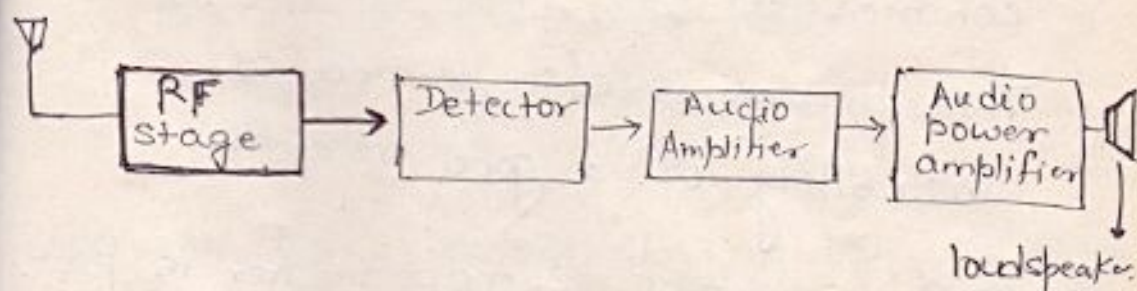 RF
stage
Detector
Audio
Amplifier
Audio
power
amplifier
loudspeaker.